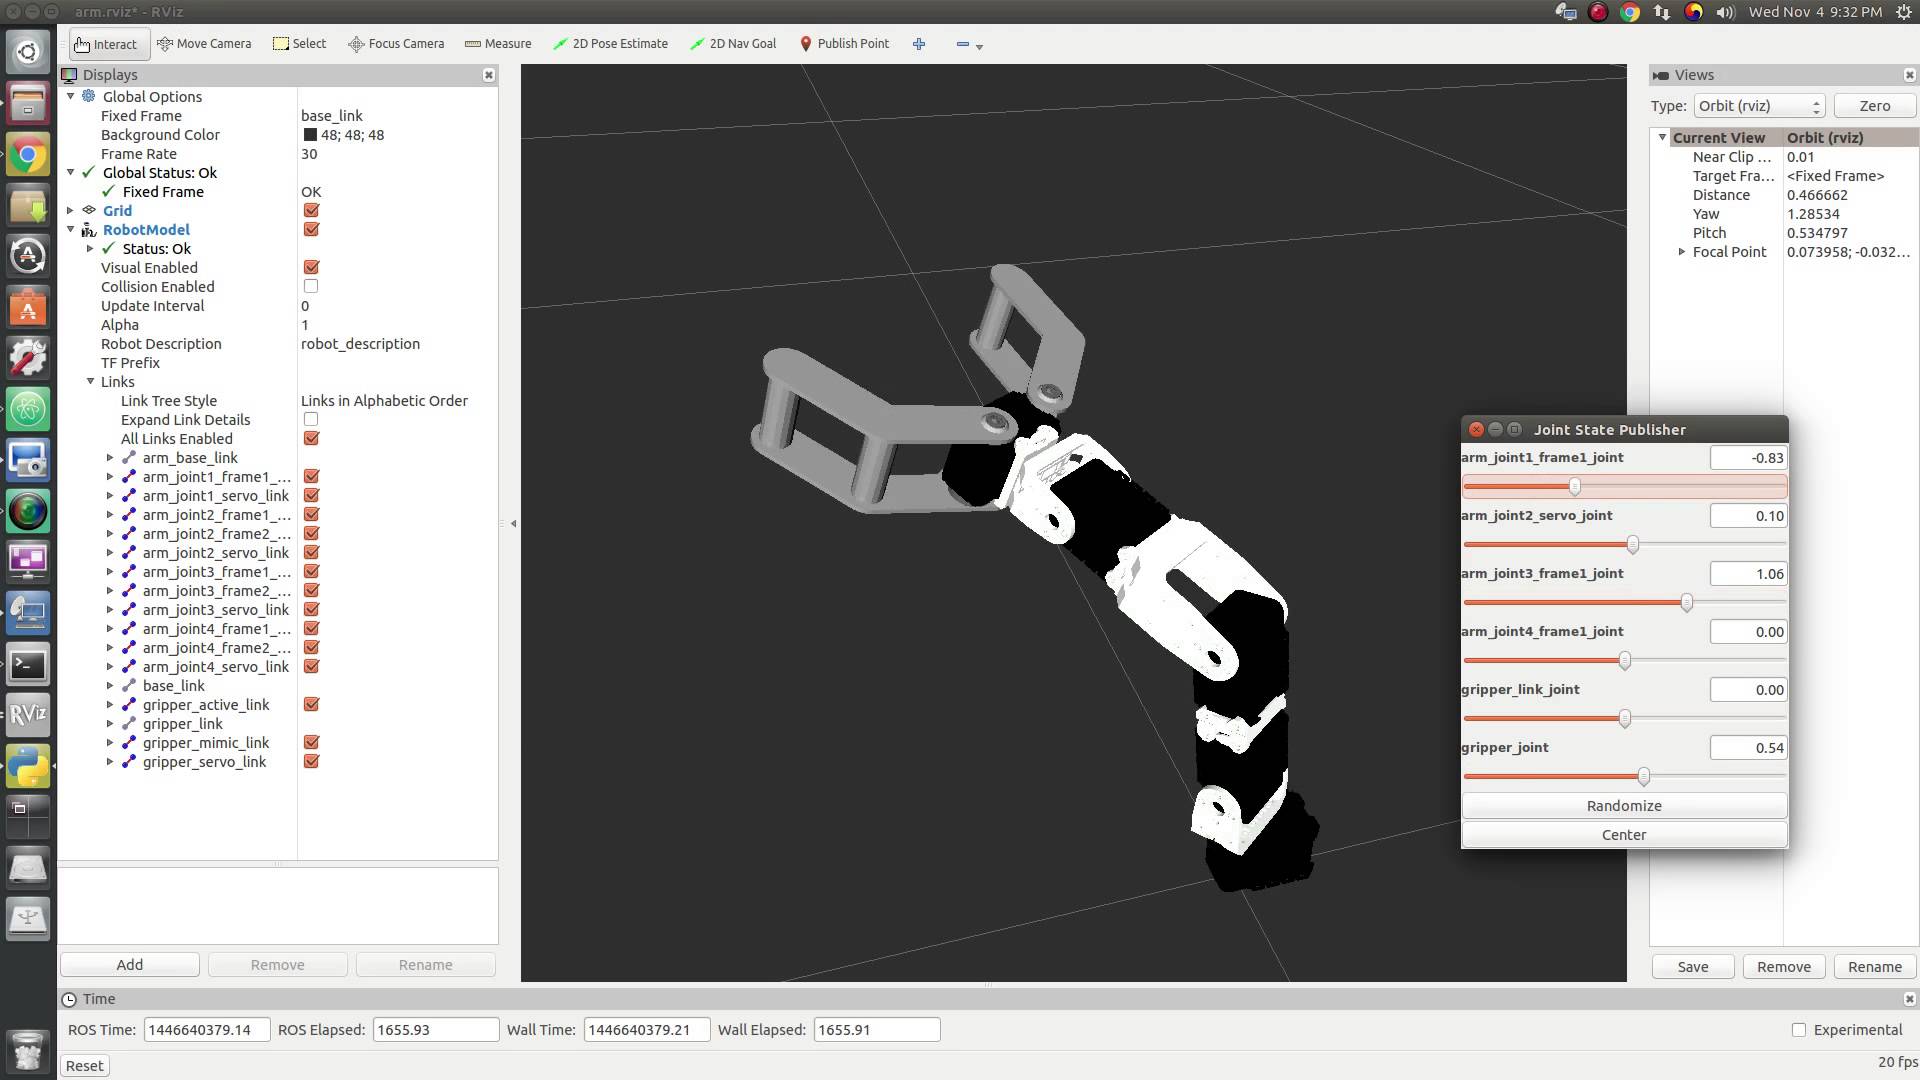 arm.rviz* - RViz
Wed Nov 4 9:32 PM
Interact
Move Camera
Select
Focus Camera
Measure
2D Pose Estimate
2D Nav Goal
Publish Point
Displays
Global Options
Fixed Frame base_link
Background Color 48; 48; 48
Frame Rate 30
Global Status: Ok
Fixed Frame OK
Grid
RobotModel
Status: Ok
Visual Enabled
Collision Enabled
Update Interval 0
Alpha 1
Robot Description robot_description
TF Prefix
Links
Link Tree Style Links in Alphabetic Order
Expand Link Details
All Links Enabled
arm_base_link
arm_joint1_frame1_...
arm_joint1_servo_link
arm_joint2_frame1_...
arm_joint2_frame2_...
arm_joint2_servo_link
arm_joint3_frame1_...
arm_joint3_frame2_...
arm_joint3_servo_link
arm_joint4_frame1_...
arm_joint4_frame2_...
arm_joint4_servo_link
base_link
gripper_active_link
gripper_link
gripper_mimic_link
gripper_servo_link
Add
Remove
Rename
RViz
Joint State Publisher
arm_joint1_frame1_joint -0.83
arm_joint2_servo_joint 0.10
arm_joint3_frame1_joint 1.06
arm_joint4_frame1_joint 0.00
gripper_link_joint 0.00
gripper_joint 0.54
Randomize
Center
Views
Type: Orbit (rviz) Zero
Current View Orbit (rviz)
Near Clip ... 0.01
Target Fra... <Fixed Frame>
Distance 0.466662
Yaw 1.28534
Pitch 0.534797
Focal Point 0.073958; -0.032...
Save
Remove
Rename
Time
ROS Time: 1446640379.14 ROS Elapsed: 1655.93 Wall Time: 1446640379.21 Wall Elapsed: 1655.91
Experimental
Reset
20 fps